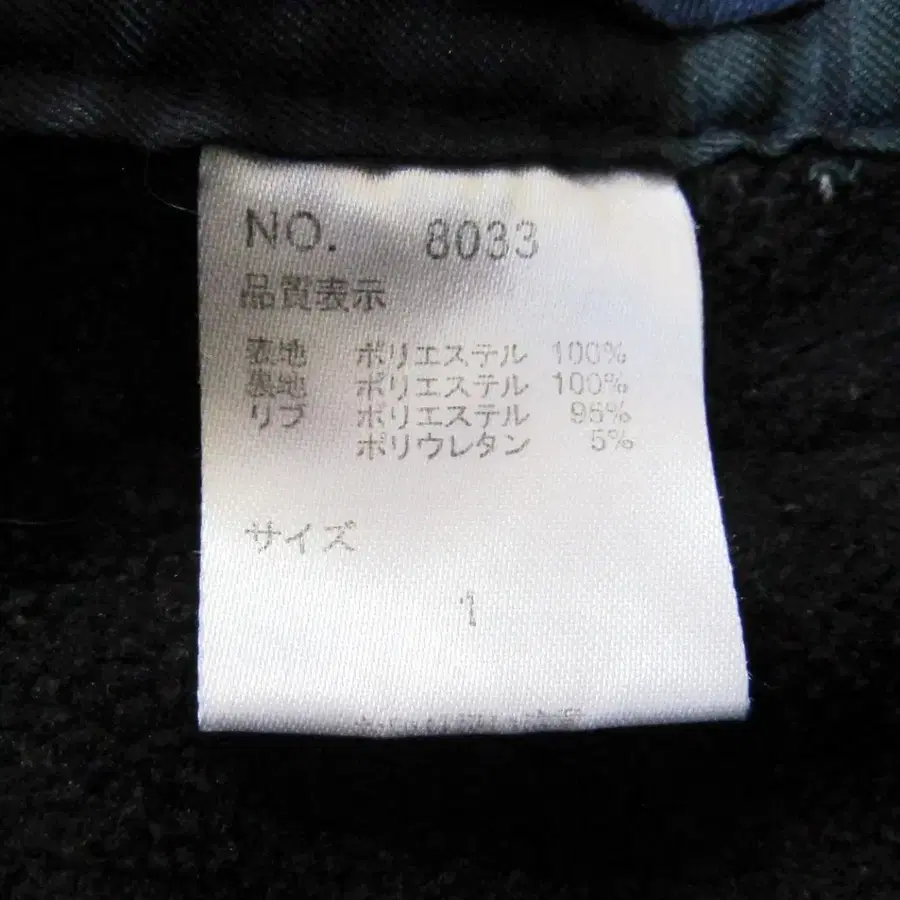 NO. 8033
品質表示
表地 ポリエステル 100%
裏地 ポリエステル 100%
リブ ポリエステル 95%
ポリウレタン 5%
サイズ
1